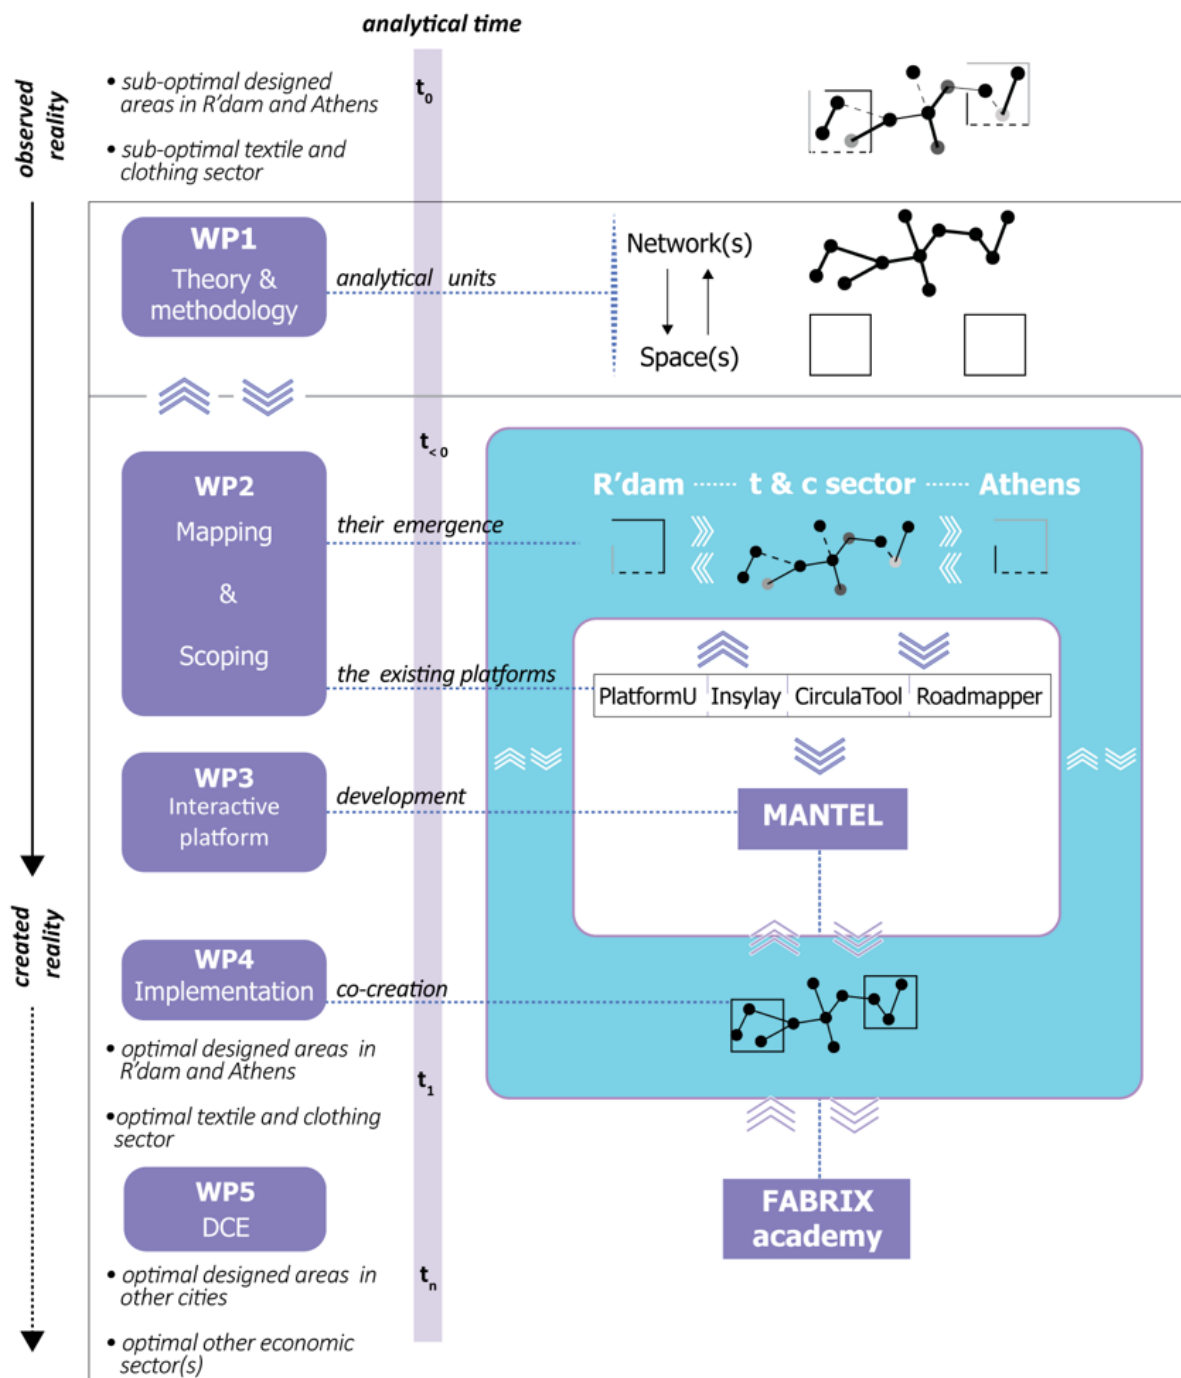 analytical time
observed
reality
• sub-optimal designed
areas in R'dam and Athens
• sub-optimal textile and
clothing sector
t0
WP1
Theory &
methodology
analytical units
Network(s)
Space(s)
t<0
WP2
Mapping
&
Scoping
their emergence
the existing platforms
R'dam ...... t & c sector ...... Athens
PlatformU
Insylay
CirculaTool
Roadmapper
WP3
Interactive
platform
development
MANTEL
created
reality
WP4
Implementation
co-creation
• optimal designed areas in
R'dam and Athens
•optimal textile and clothing
sector
t1
WP5
DCE
FABRIX
academy
• optimal designed areas in
other cities
tn
• optimal other economic
sector(s)